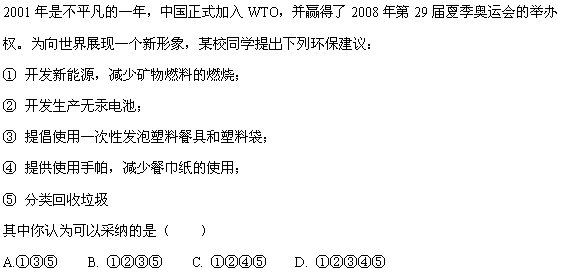 2001 年是不平凡的一年，中国正式加入 WTO，并赢得了 2008 年第 29 届夏季奥运会的举办
权。为向世界展现一个新形象，某校同学提出下列环保建议：
① 开发新能源，减少矿物燃料的燃烧；
② 开发生产无汞电池；
③ 提倡使用一次性发泡塑料餐具和塑料袋；
④ 提供使用手帕，减少餐巾纸的使用；
⑤ 分类回收垃圾
其中你认为可以采纳的是（  ）
A.①③⑤  B. ①②③⑤  C. ①②④⑤  D. ①②③④⑤